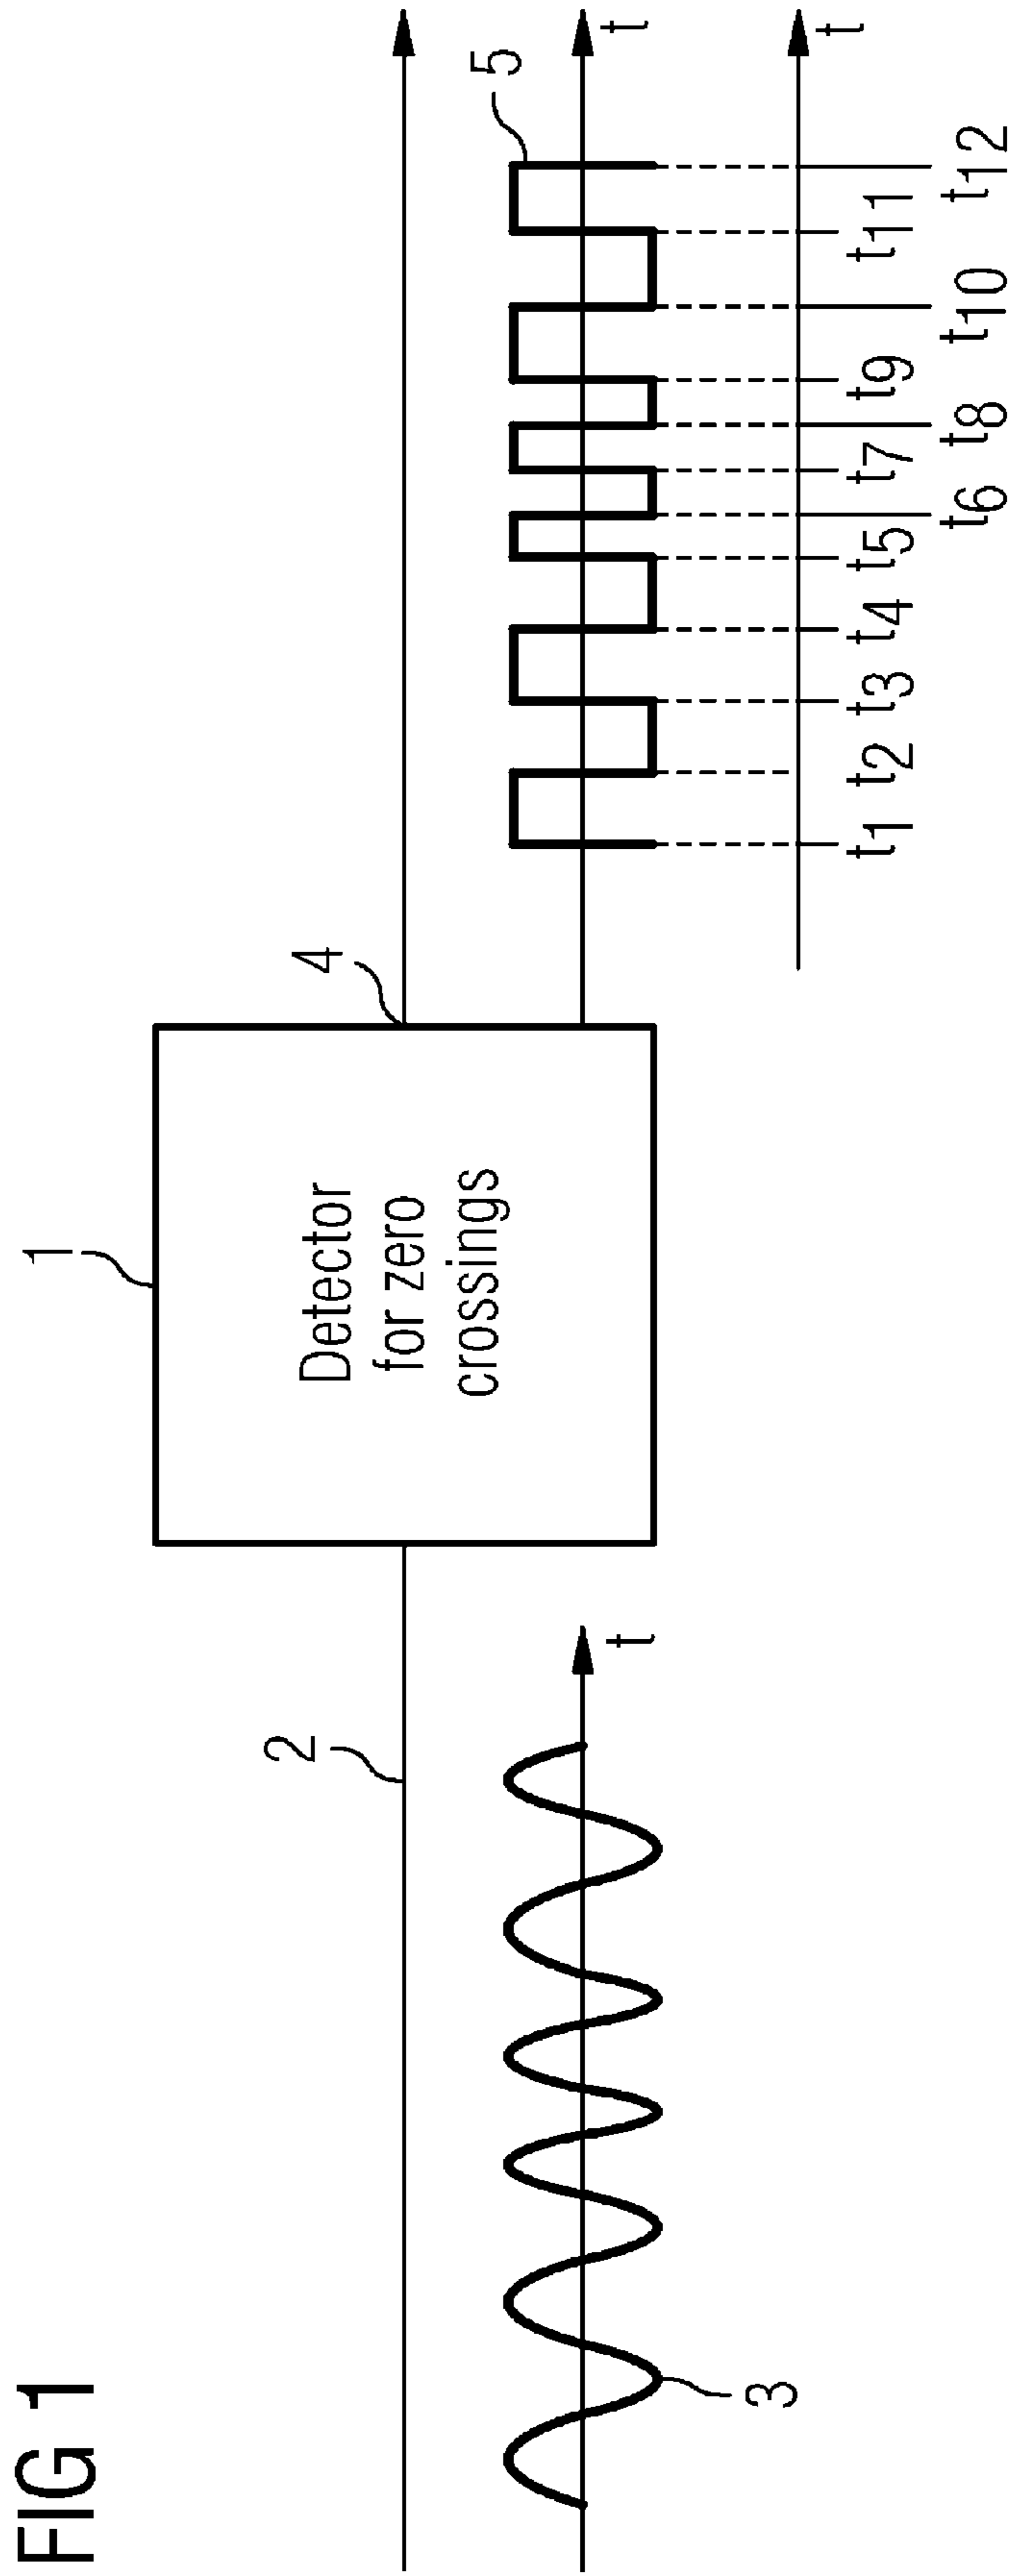 FIG 1
1
2
4
5
Detector
for zero
crossings
3
t
t
t
t1 t2 t3 t4 t5 t7 t9 t11
t6 t8 t10 t12